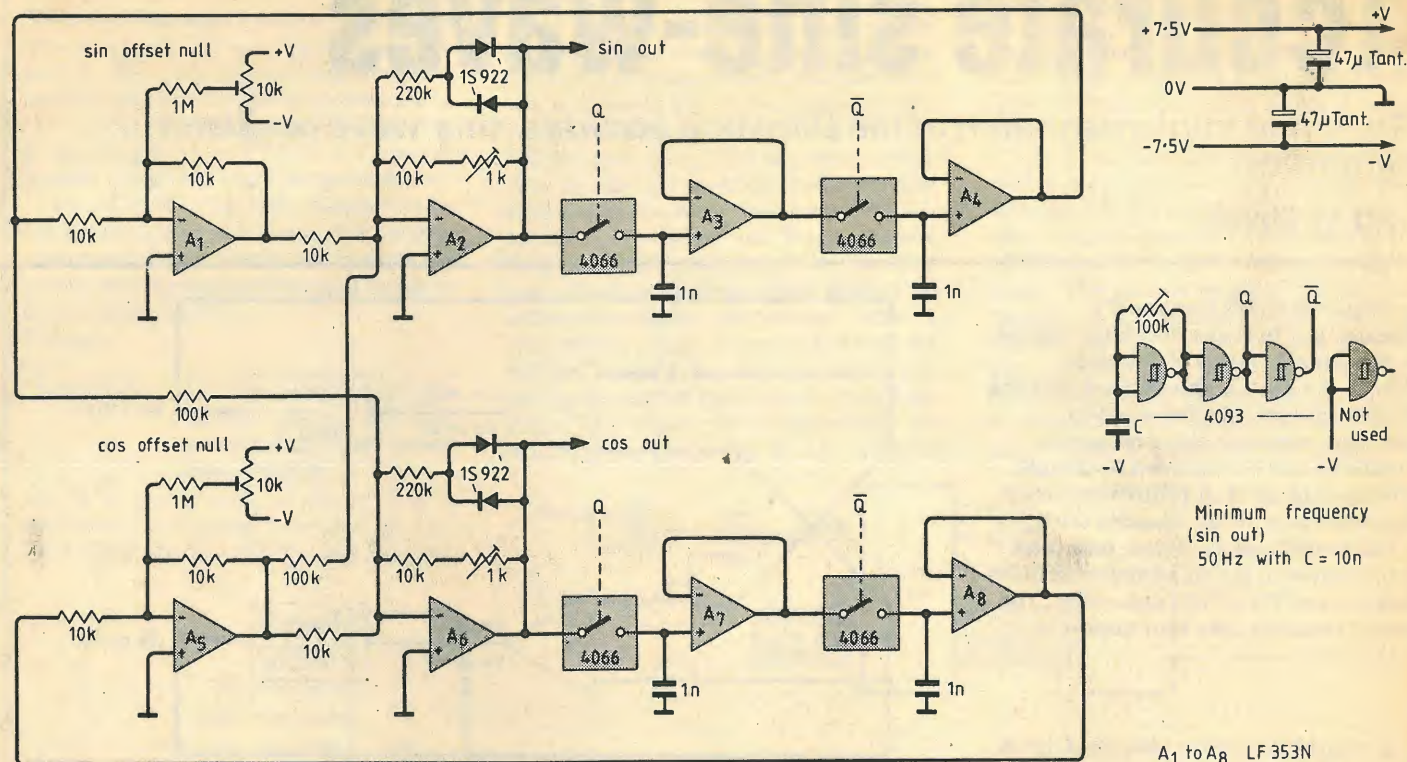 sin offset null
+V
10k
1M
-V
10k
10k
A1
10k
220k
1S922
sin out
10k
1k
A2
Q
4066
1n
A3
Q̅
4066
1n
A4
+7·5V
+V
47µ Tant.
0V
47µ Tant.
-7·5V
-V
100k
Q
Q̅
C
-V
4093
-V
Not
used
Minimum frequency
(sin out)
50Hz with C = 10n
100k
cos offset null
+V
10k
1M
-V
10k
100k
10k
A5
10k
220k
1S922
cos out
10k
1k
A6
Q
4066
1n
A7
Q̅
4066
1n
A8
A1 to A8 LF353N